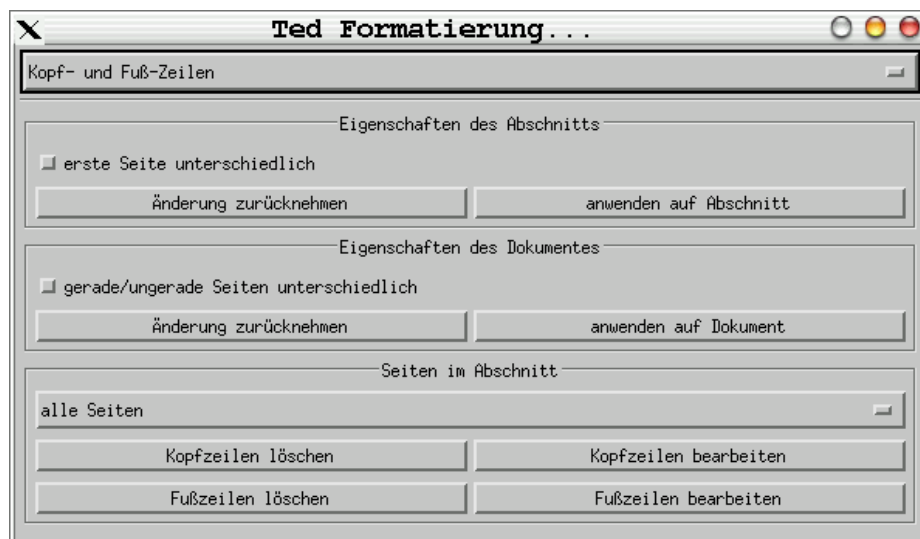 Ted Formatierung...
Kopf- und Fuß-Zeilen
Eigenschaften des Abschnitts
erste Seite unterschiedlich
Änderung zurücknehmen anwenden auf Abschnitt
Eigenschaften des Dokumentes
gerade/ungerade Seiten unterschiedlich
Änderung zurücknehmen anwenden auf Dokument
Seiten im Abschnitt
alle Seiten
Kopfzeilen löschen Kopfzeilen bearbeiten
Fußzeilen löschen Fußzeilen bearbeiten